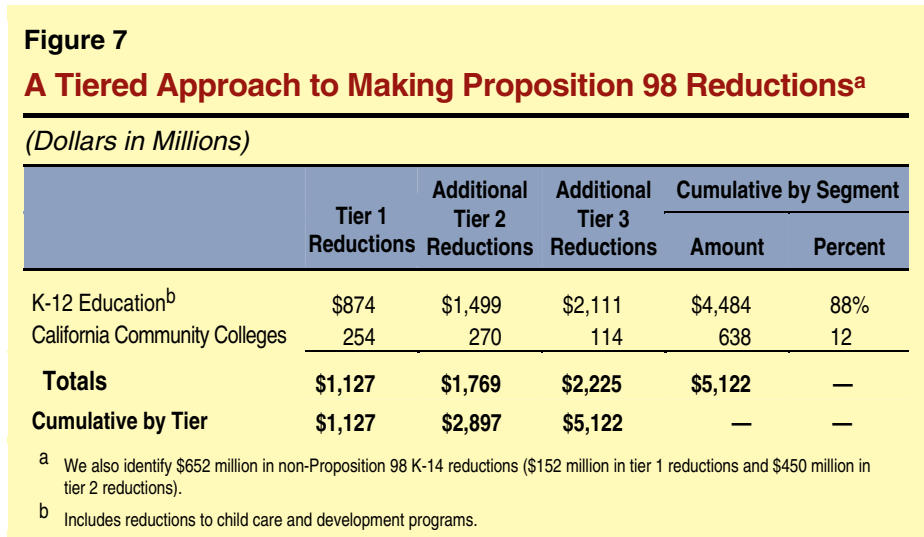 Figure 7
A Tiered Approach to Making Proposition 98 Reductionsa
(Dollars in Millions)
Tier 1 Reductions Additional Tier 2 Reductions Additional Tier 3 Reductions Cumulative by Segment
Amount Percent
K-12 Educationb $874 $1,499 $2,111 $4,484 88%
California Community Colleges 254 270 114 638 12
Totals $1,127 $1,769 $2,225 $5,122 —
Cumulative by Tier $1,127 $2,897 $5,122 — —
a We also identify $652 million in non-Proposition 98 K-14 reductions ($152 million in tier 1 reductions and $450 million in
tier 2 reductions).
b Includes reductions to child care and development programs.